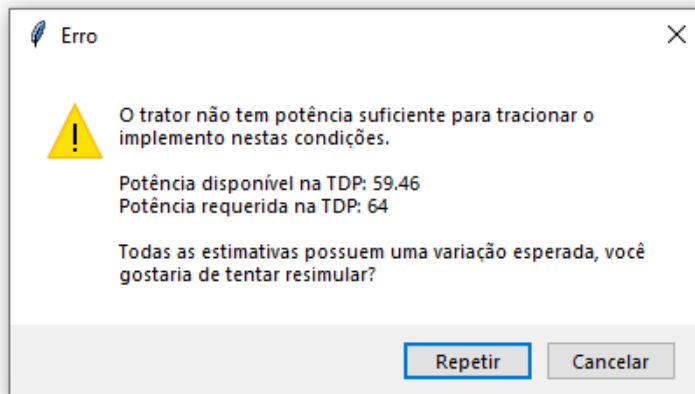 Erro
O trator não tem potência suficiente para tracionar o
implemento nestas condições.
Potência disponível na TDP: 59.46
Potência requerida na TDP: 64
Todas as estimativas possuem uma variação esperada, você
gostaria de tentar resimular?
Repetir
Cancelar